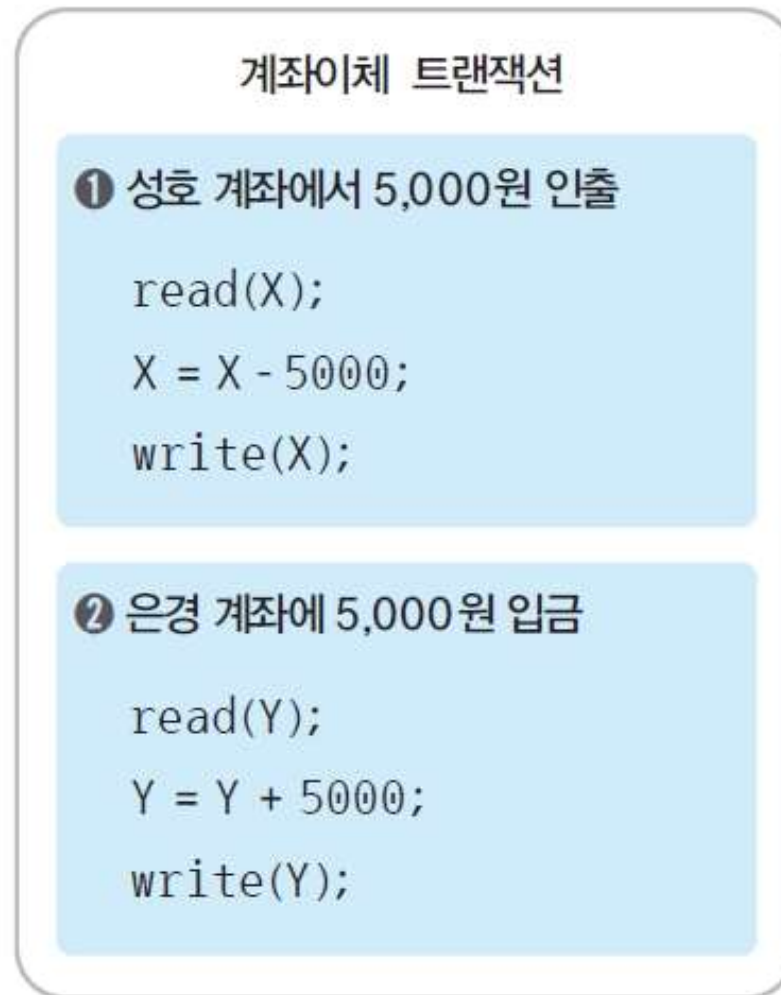 계좌이체 트랜잭션
❶ 성호 계좌에서 5,000원 인출
read(X);
X = X - 5000;
write(X);
❷ 은경 계좌에 5,000원 입금
read(Y);
Y = Y + 5000;
write(Y);